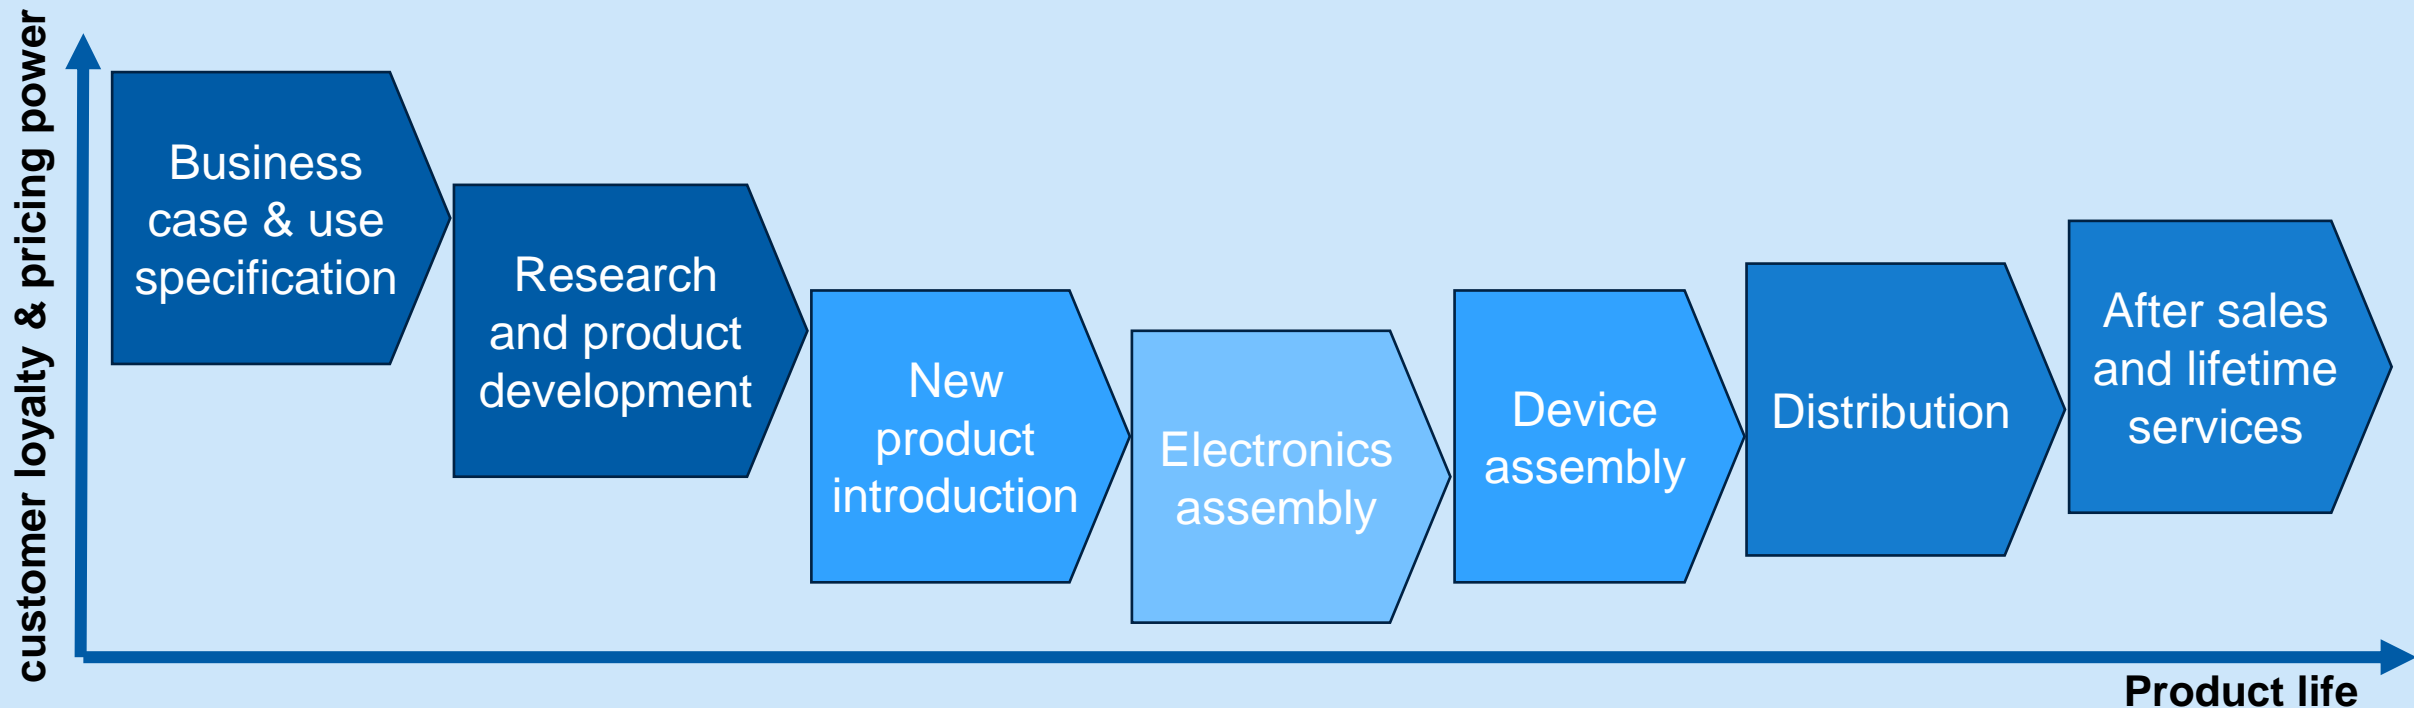 customer loyalty & pricing power
Business
case & use
specification
Research
and product
development
New
product
introduction
Electronics
assembly
Device
assembly
Distribution
After sales
and lifetime
services
Product life